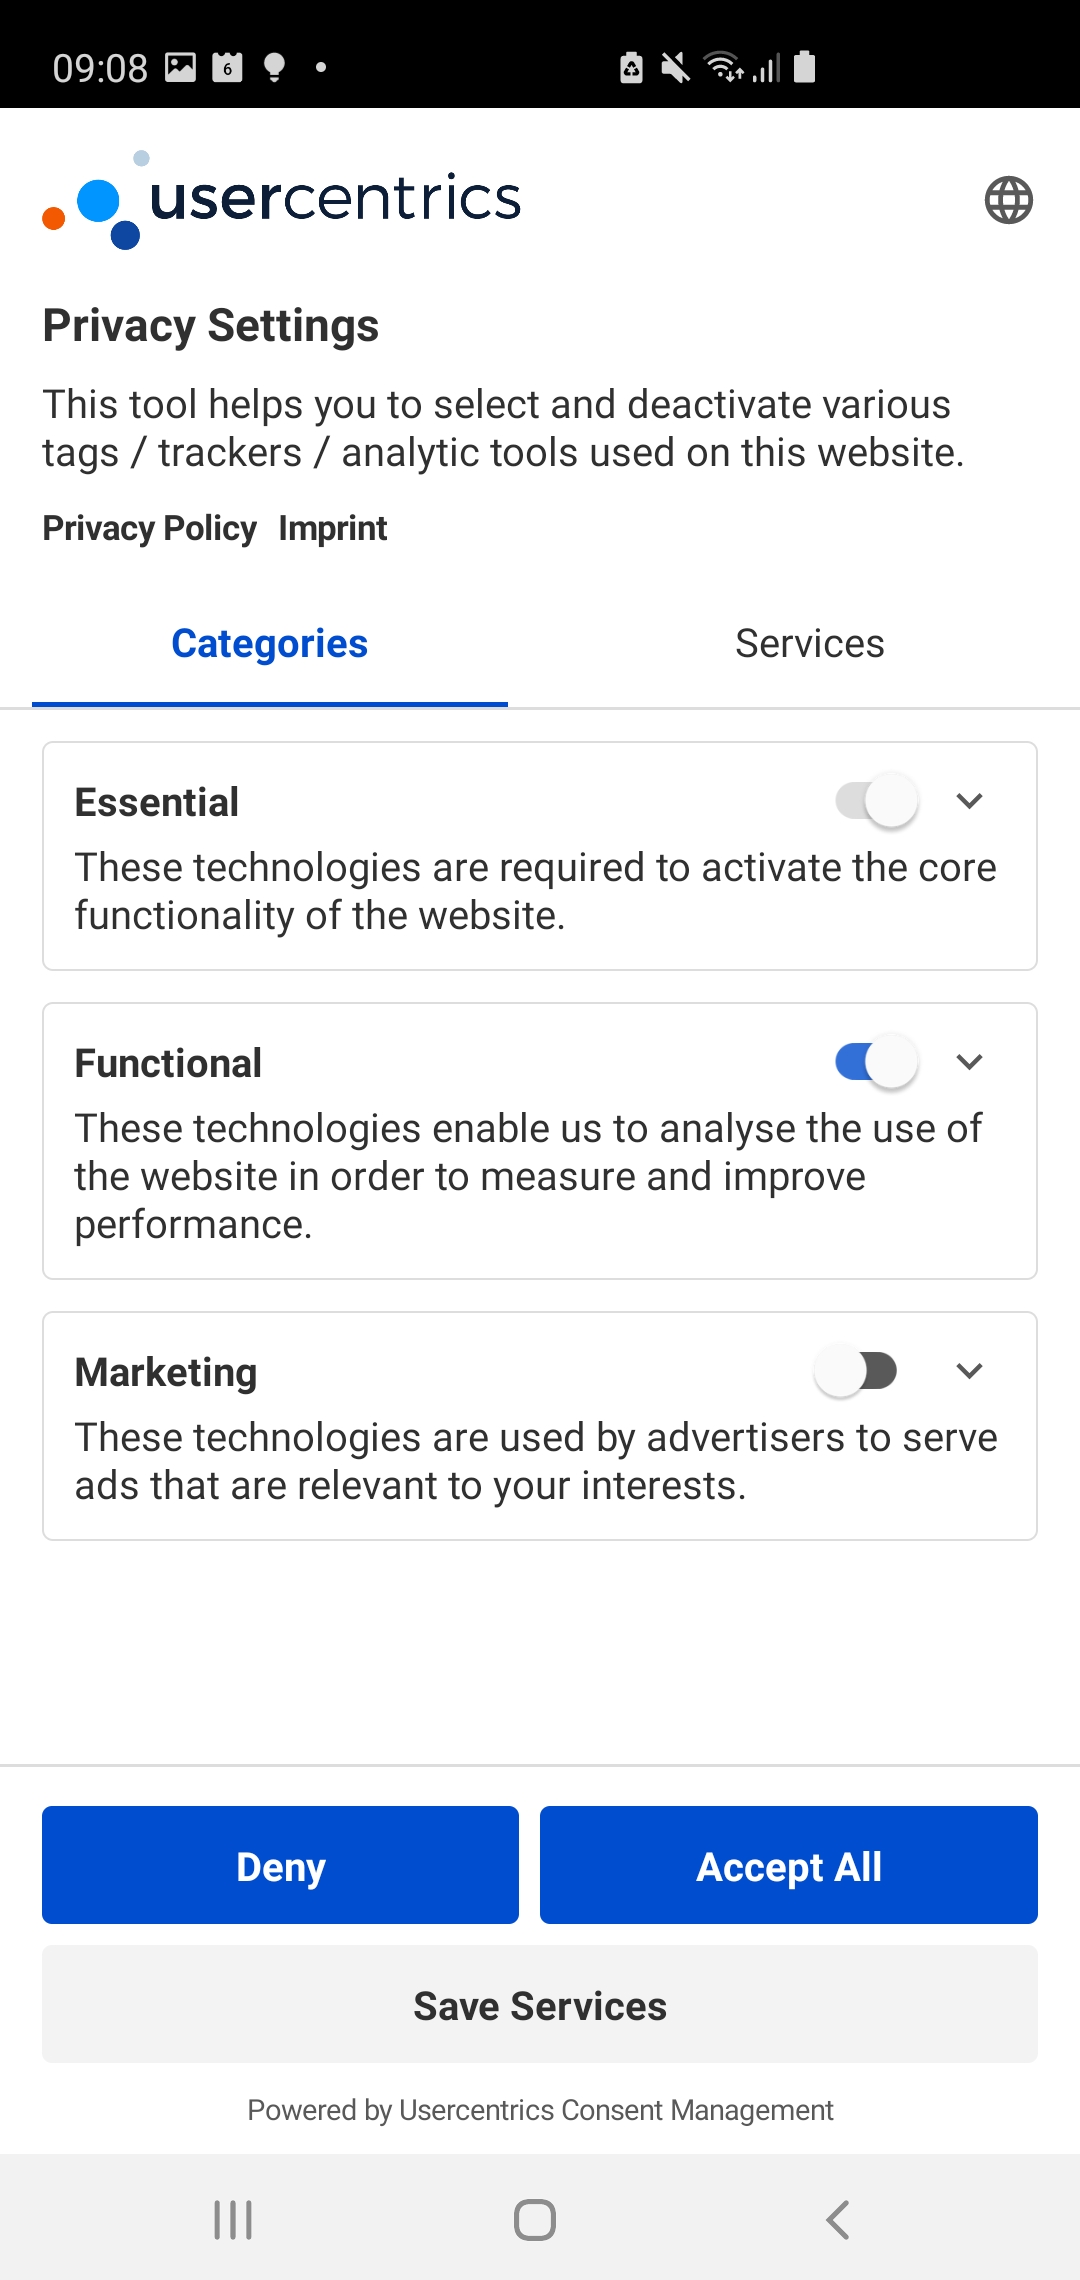 09:08
6
usercentrics
Privacy Settings
This tool helps you to select and deactivate various
tags / trackers / analytic tools used on this website.
Privacy Policy Imprint
Categories Services
Essential
These technologies are required to activate the core
functionality of the website.
Functional
These technologies enable us to analyse the use of
the website in order to measure and improve
performance.
Marketing
These technologies are used by advertisers to serve
ads that are relevant to your interests.
Deny Accept All
Save Services
Powered by Usercentrics Consent Management